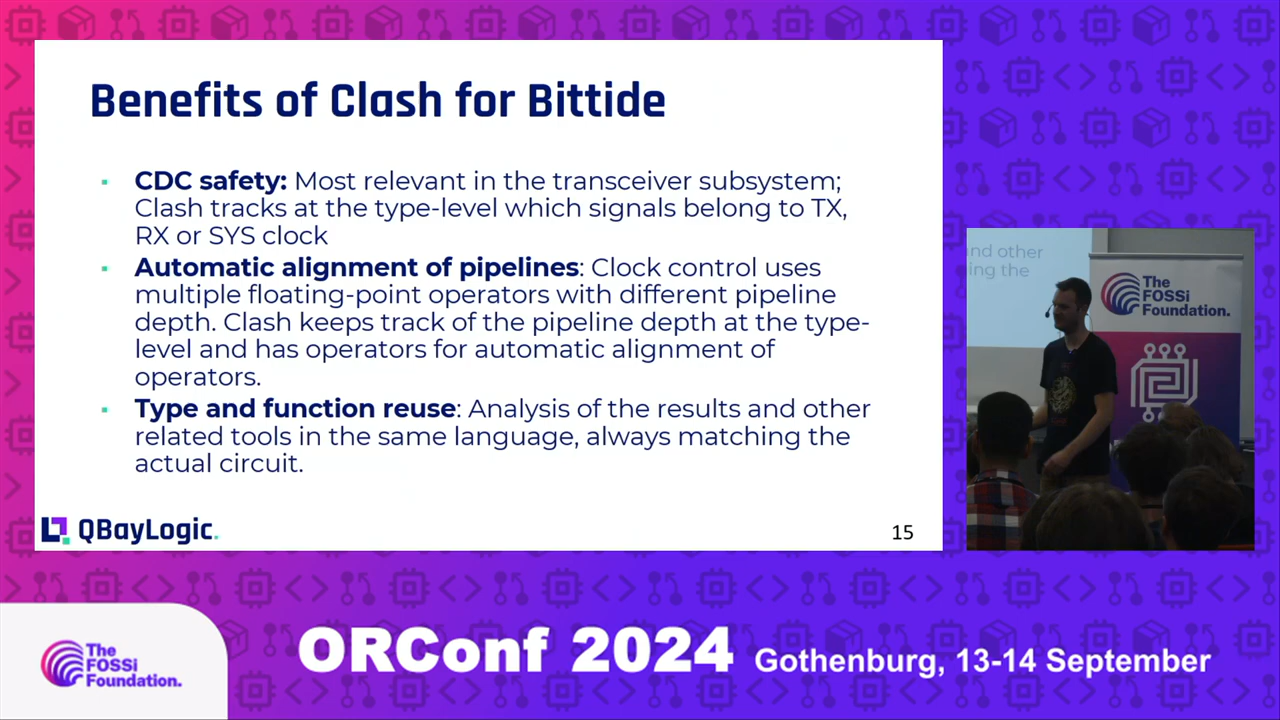 Benefits of Clash for Bittide
▪ CDC safety: Most relevant in the transceiver subsystem;
Clash tracks at the type-level which signals belong to TX,
RX or SYS clock
▪ Automatic alignment of pipelines: Clock control uses
multiple floating-point operators with different pipeline
depth. Clash keeps track of the pipeline depth at the type-
level and has operators for automatic alignment of
operators.
▪ Type and function reuse: Analysis of the results and other
related tools in the same language, always matching the
actual circuit.
QBayLogic.
15
and other
ing the
The
FOSSi
Foundation.
The
FOSSi
Foundation.
ORConf 2024 Gothenburg, 13-14 September